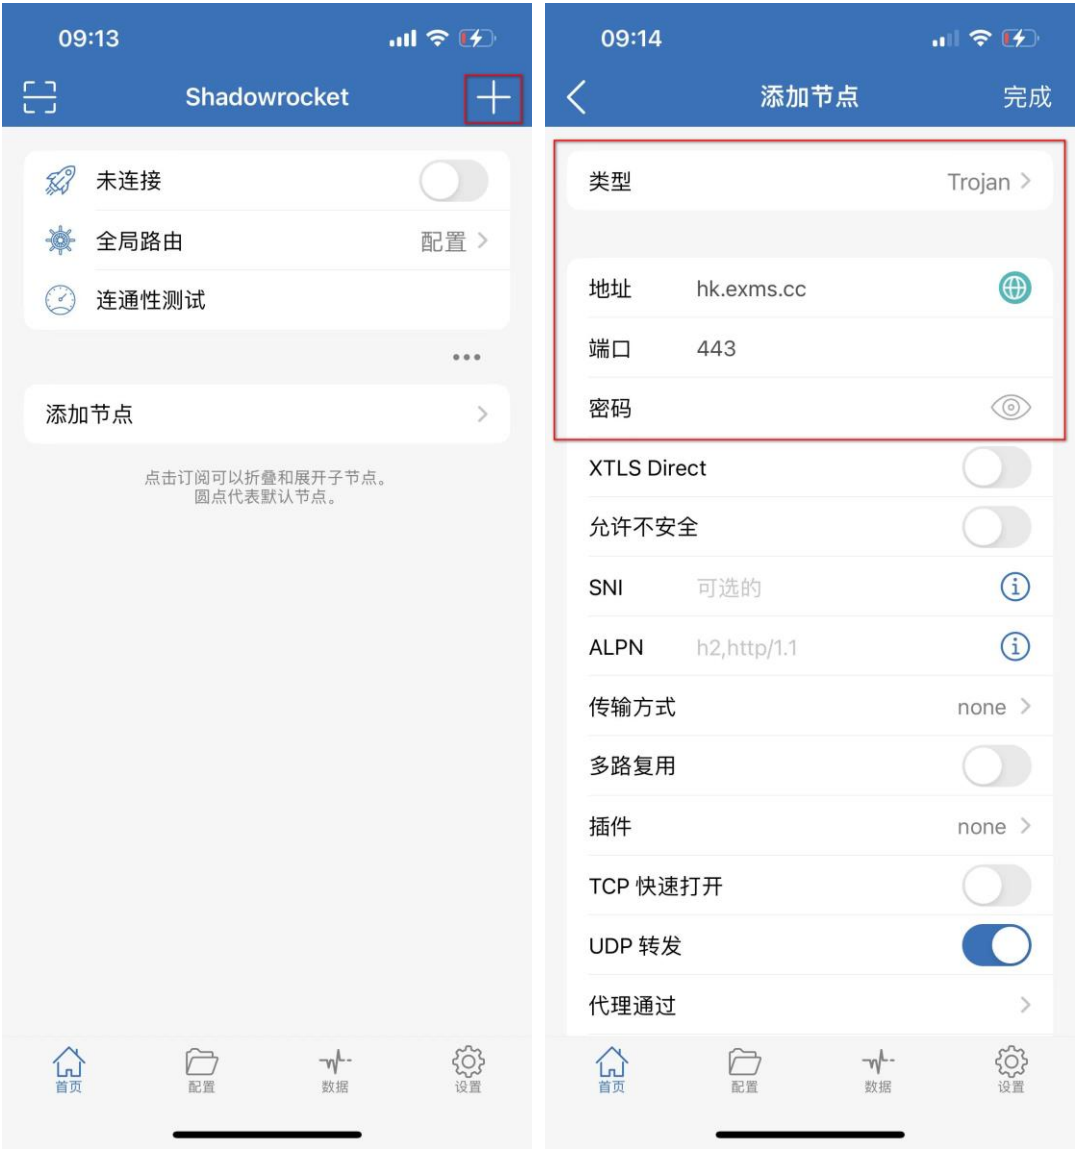 09:13
Shadowrocket
未连接
全局路由 配置
连通性测试
添加节点
点击订阅可以折叠和展开子节点。
圆点代表默认节点。
首页 配置 数据 设置
09:14
添加节点 完成
类型 Trojan
地址 hk.exms.cc
端口 443
密码
XTLS Direct
允许不安全
SNI 可选的
ALPN h2,http/1.1
传输方式 none
多路复用
插件 none
TCP 快速打开
UDP 转发
代理通过
首页 配置 数据 设置